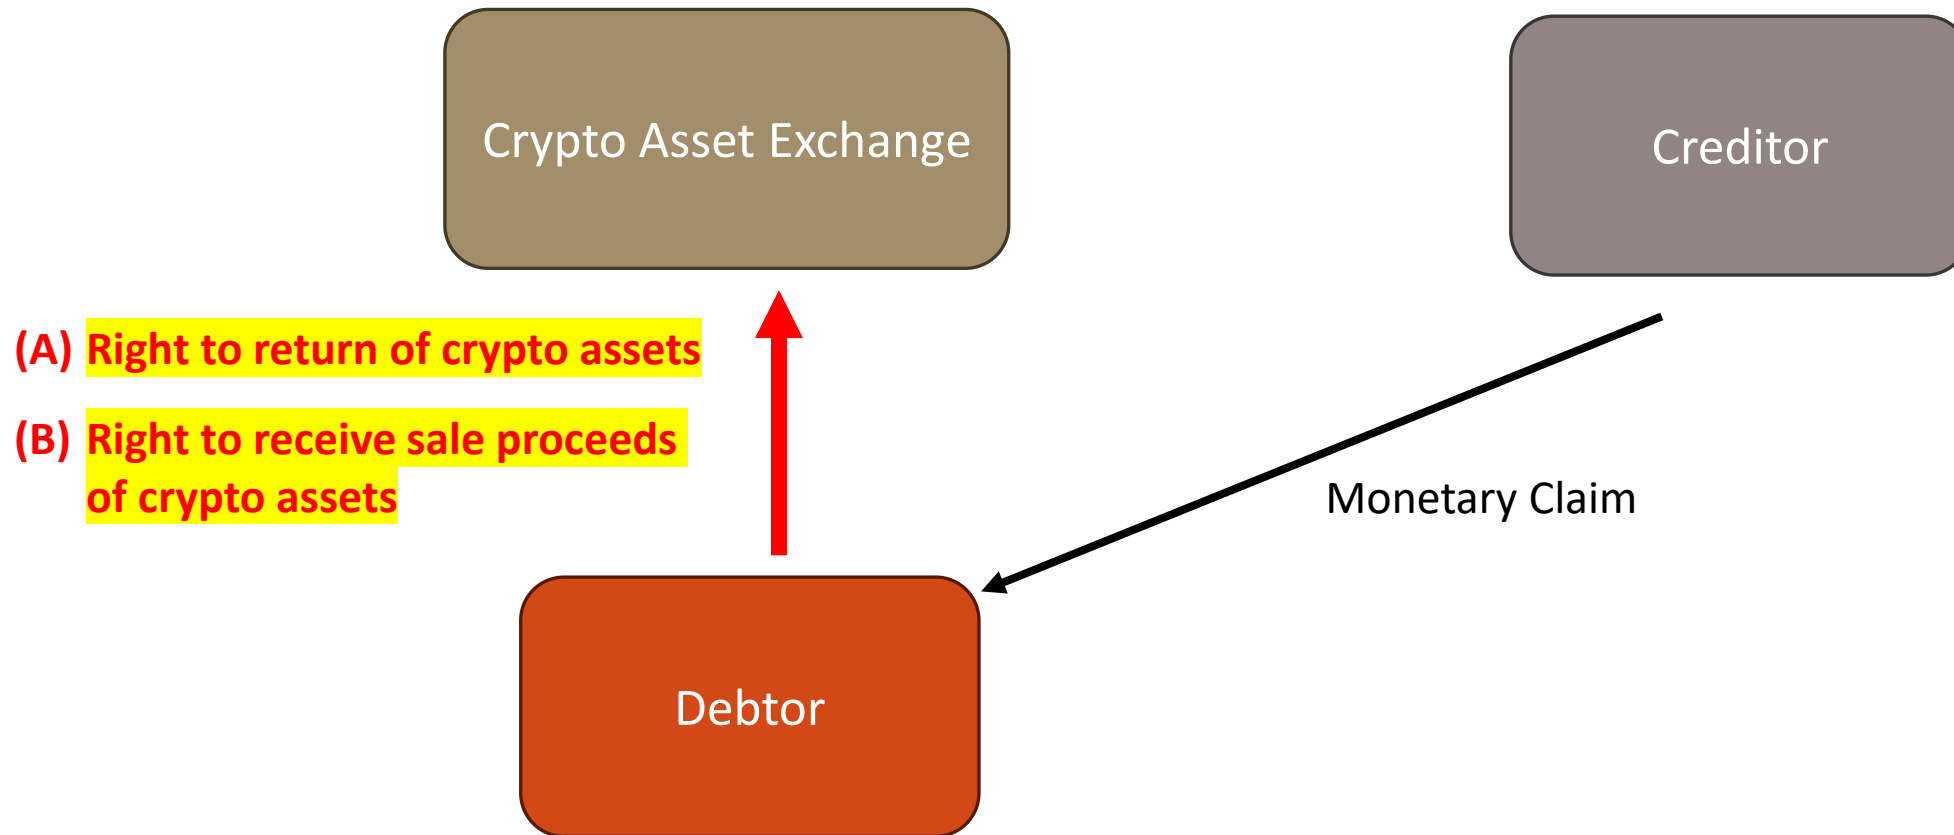 Crypto Asset Exchange
Creditor
(A) Right to return of crypto assets
(B) Right to receive sale proceeds
of crypto assets
Monetary Claim
Debtor